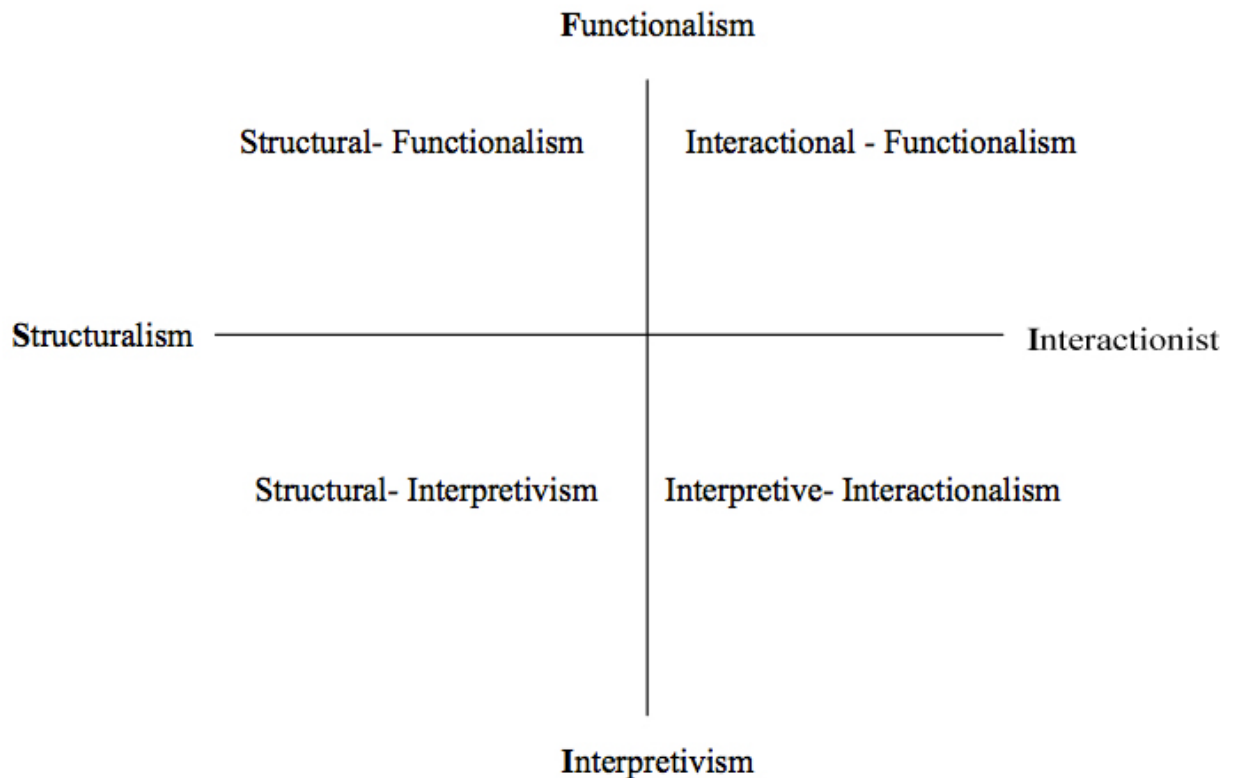 Functionalism
Structural- Functionalism
Interactional - Functionalism
Structuralism
Interactionist
Structural- Interpretivism
Interpretive- Interactionalism
Interpretivism